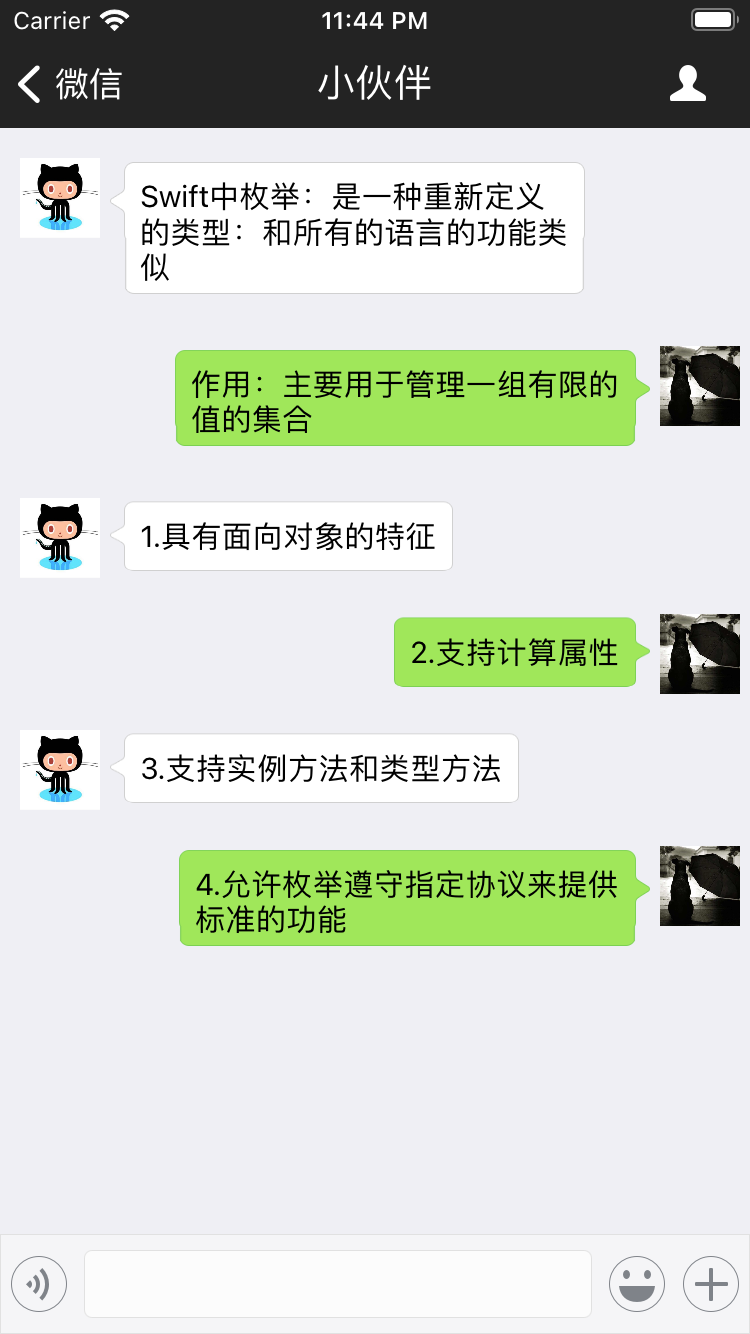 Carrier 11:44 PM
微信 小伙伴
Swift中枚举：是一种重新定义
的类型：和所有的语言的功能类
似
作用：主要用于管理一组有限的
值的集合
1.具有面向对象的特征
2.支持计算属性
3.支持实例方法和类型方法
4.允许枚举遵守指定协议来提供
标准的功能